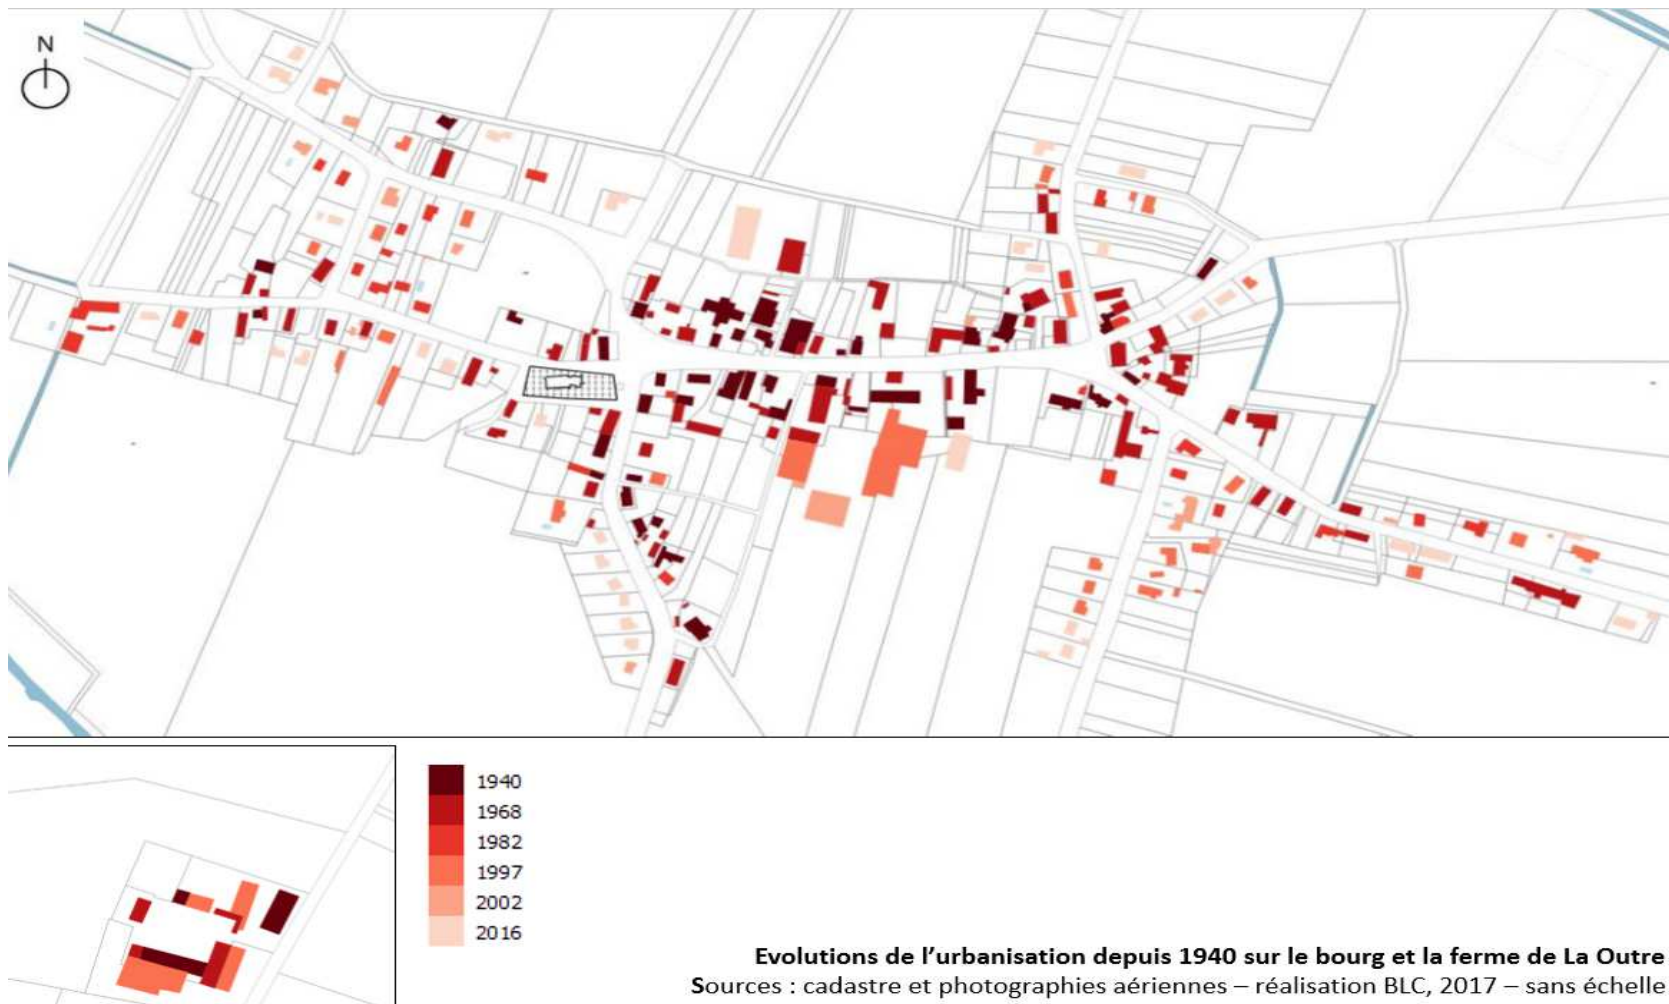 N
1940
1968
1982
1997
2002
2016
Evolutions de l’urbanisation depuis 1940 sur le bourg et la ferme de La Outre
Sources : cadastre et photographies aériennes – réalisation BLC, 2017 – sans échelle